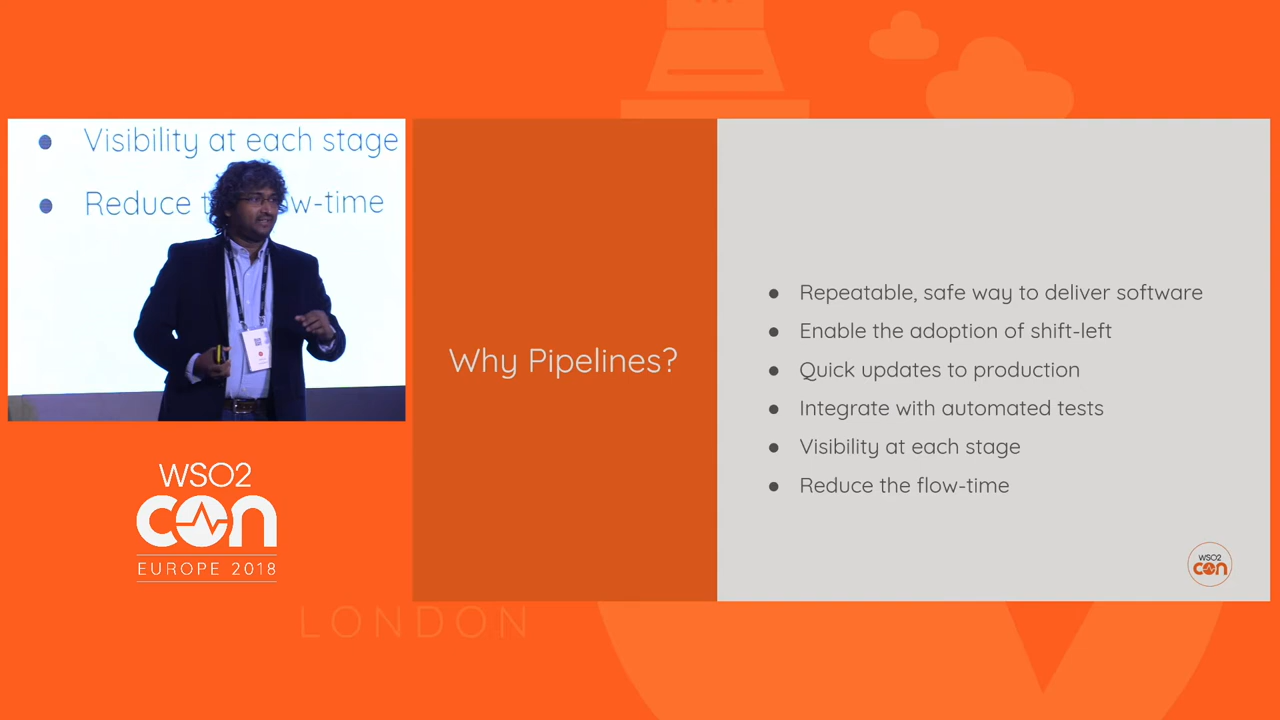 Visibility at each stage
Reduce t w-time
WSO2
con
EUROPE 2018
LONDON
Why Pipelines?
Repeatable, safe way to deliver software
Enable the adoption of shift-left
Quick updates to production
Integrate with automated tests
Visibility at each stage
Reduce the flow-time
WSO2
con